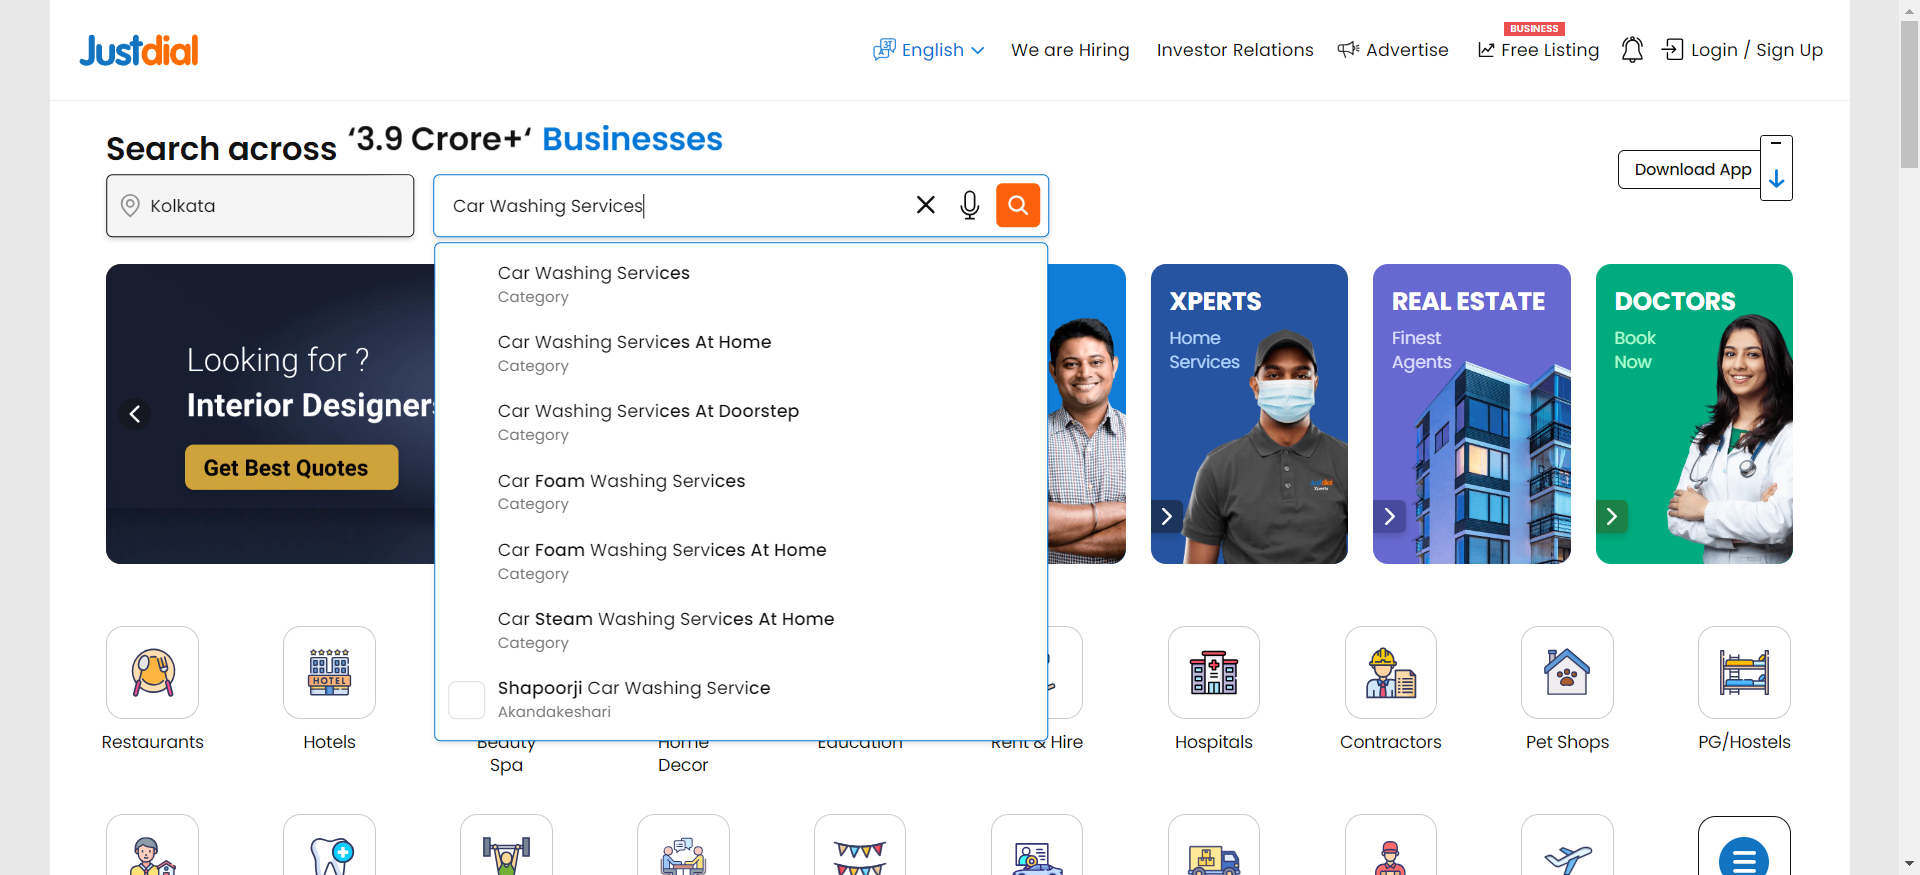 Justdial
English
We are Hiring
Investor Relations
Advertise
BUSINESS
Free Listing
Login / Sign Up
Search across ‘3.9 Crore+‘ Businesses
Download App
Kolkata
Car Washing Services
Car Washing Services
Category
Car Washing Services At Home
Category
Car Washing Services At Doorstep
Category
Car Foam Washing Services
Category
Car Foam Washing Services At Home
Category
Car Steam Washing Services At Home
Category
Shapoorji Car Washing Service
Akandakeshari
Looking for ?
Interior Designers
Get Best Quotes
XPERTS
Home
Services
Justdial
Xperts
REAL ESTATE
Finest
Agents
DOCTORS
Book
Now
HOTEL
Restaurants
Hotels
Beauty
Spa
Home
Decor
Education
Rent & Hire
Hospitals
Contractors
Pet Shops
PG/Hostels